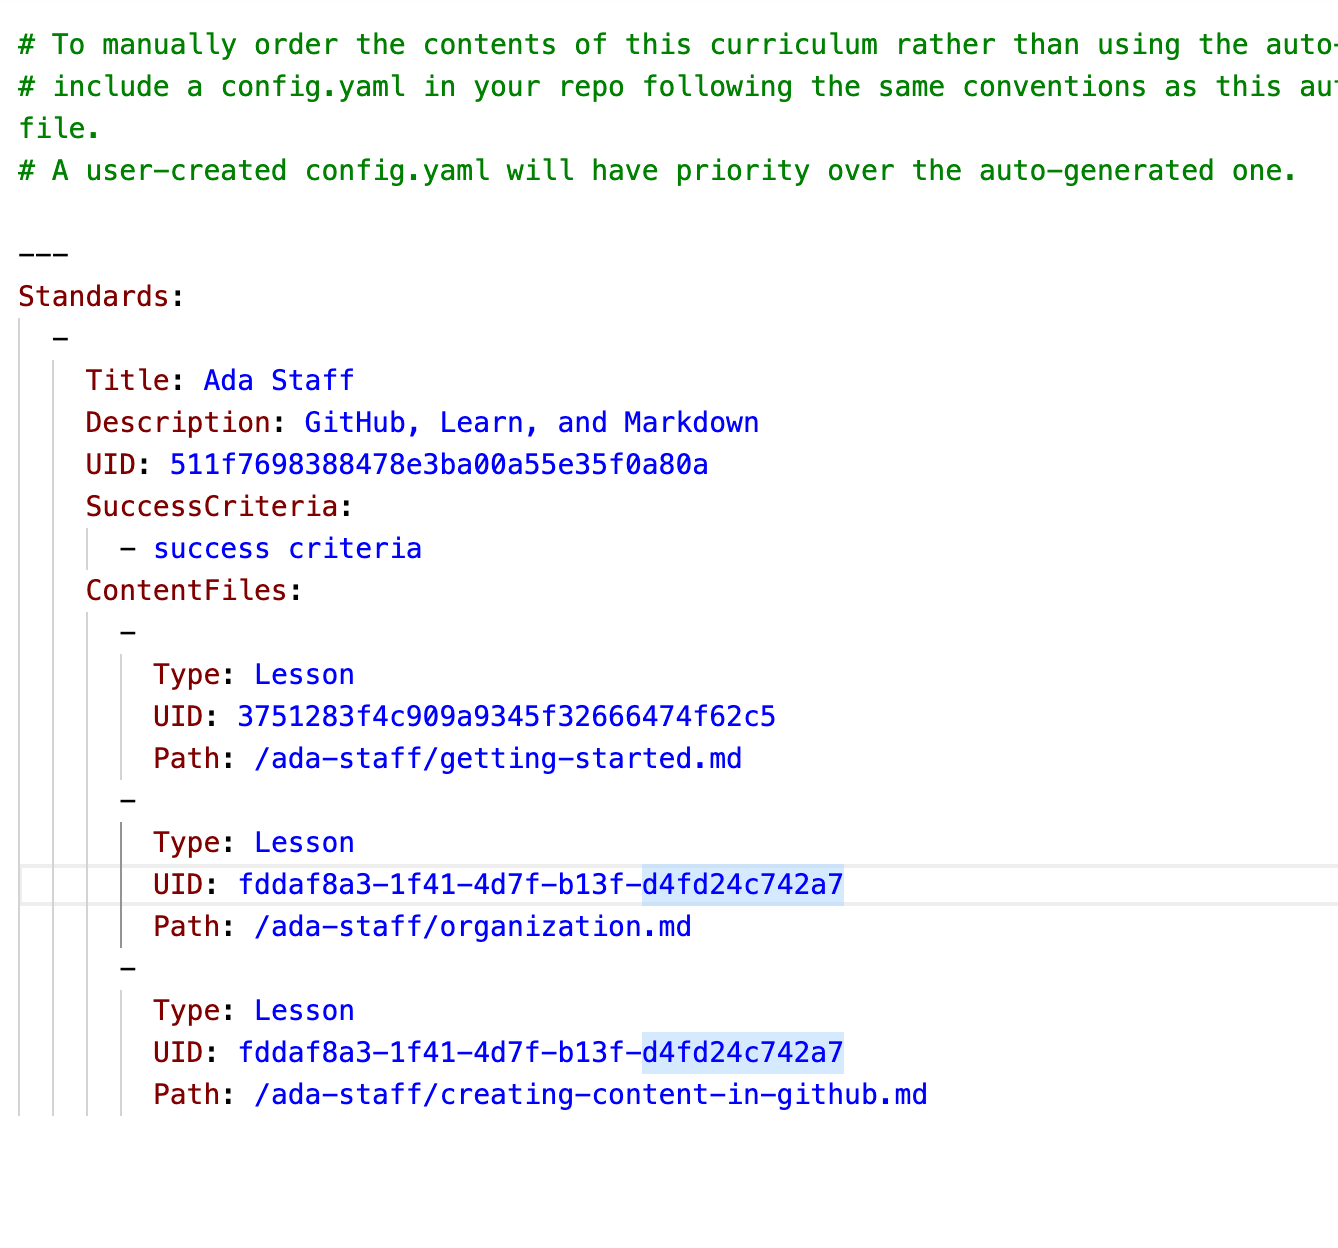 # To manually order the contents of this curriculum rather than using the auto-
# include a config.yaml in your repo following the same conventions as this
file.
# A user-created config.yaml will have priority over the auto-generated one.
---
Standards:
-
Title: Ada Staff
Description: GitHub, Learn, and Markdown
UID: 511f7698388478e3ba00a55e35f0a80a
SuccessCriteria:
- success criteria
ContentFiles:
-
Type: Lesson
UID: 3751283f4c909a9345f32666474f62c5
Path: /ada-staff/getting-started.md
-
Type: Lesson
UID: fddaf8a3-1f41-4d7f-b13f-d4fd24c742a7
Path: /ada-staff/organization.md
-
Type: Lesson
UID: fddaf8a3-1f41-4d7f-b13f-d4fd24c742a7
Path: /ada-staff/creating-content-in-github.md